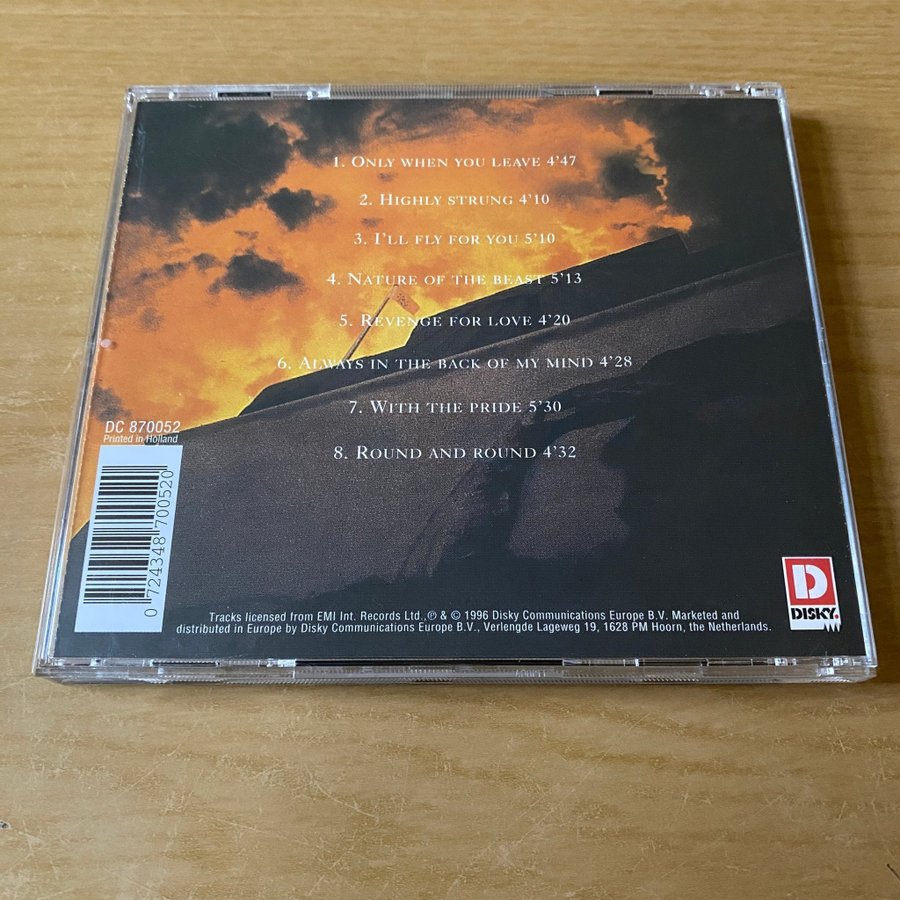 1. Only when you leave 4'47
2. Highly strung 4'10
3. I'll fly for you 5'10
4. Nature of the beast 5'13
5. Revenge for love 4'20
6. Always in the back of my mind 4'28
7. With the pride 5'30
8. Round and round 4'32
DC 870052
Printed in Holland
0 724348 700520
D
DISKY®
Tracks licensed from EMI Int. Records Ltd.,℗ & © 1996 Disky Communications Europe B.V. Marketed and
distributed in Europe by Disky Communications Europe B.V., Verlengde Lageweg 19, 1628 PM Hoorn, the Netherlands.